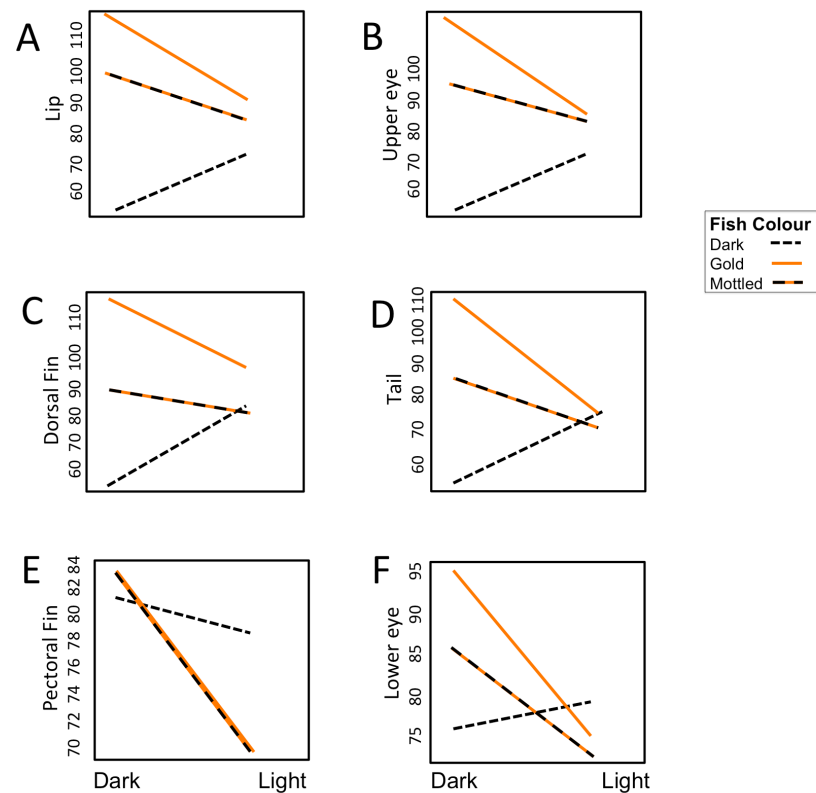 A
Lip
60 70 80 90 100 110
B
Upper eye
60 70 80 90 100
Fish Colour
Dark
Gold
Mottled
C
Dorsal Fin
60 70 80 90 100 110
D
Tail
60 70 80 90 100 110
E
Pectoral Fin
70 72 74 76 78 80 82 84
F
Lower eye
75 80 85 90 95
Dark Light
Dark Light